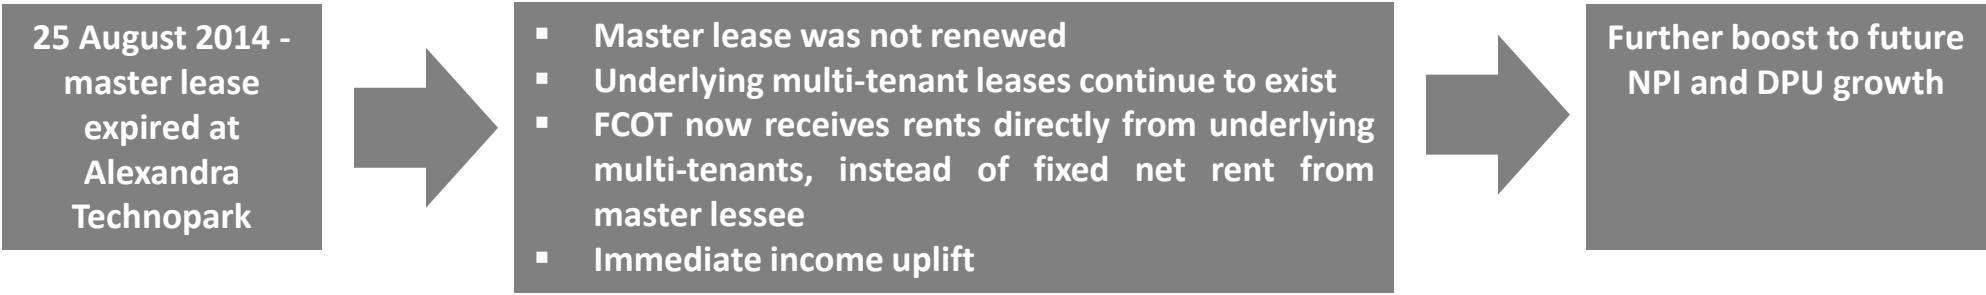 25 August 2014 -
master lease
expired at
Alexandra
Technopark
▪ Master lease was not renewed
▪ Underlying multi-tenant leases continue to exist
▪ FCOT now receives rents directly from underlying
multi-tenants, instead of fixed net rent from
master lessee
▪ Immediate income uplift
Further boost to future
NPI and DPU growth